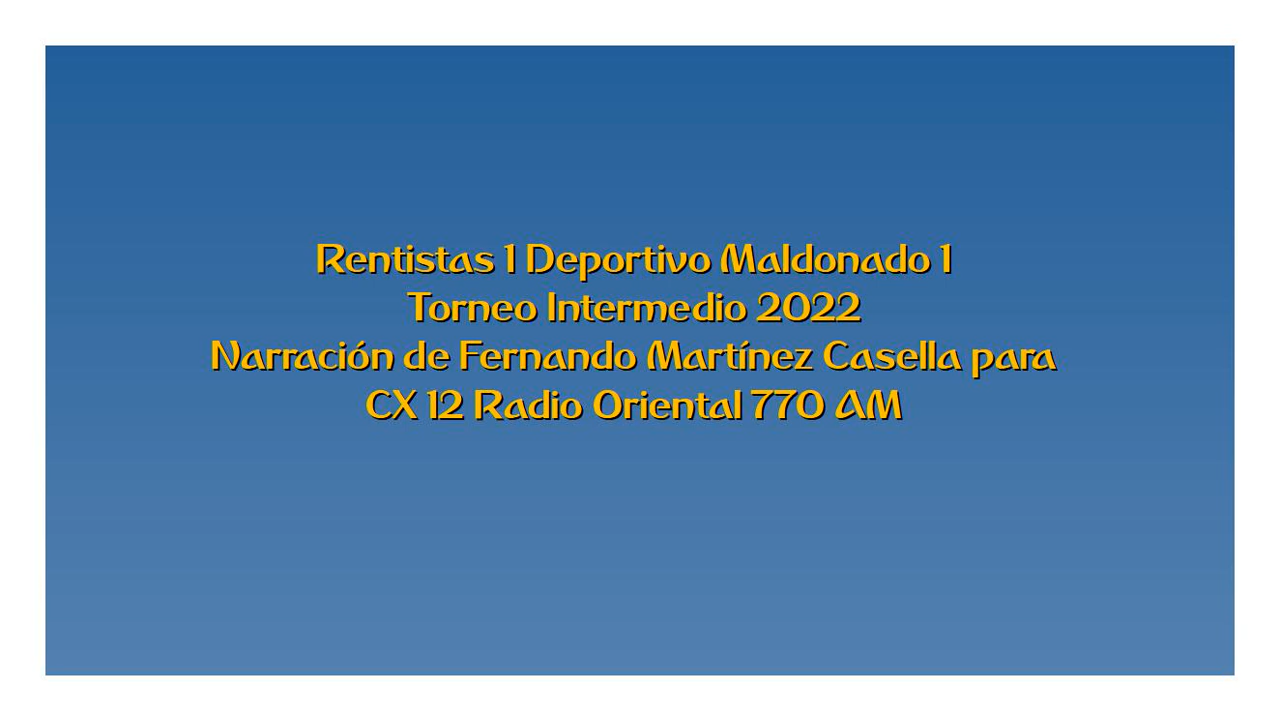 Rentistas 1 Deportivo Maldonado 1
Torneo Intermedio 2022
Narración de Fernando Martínez Casella para
CX 12 Radio Oriental 770 AM